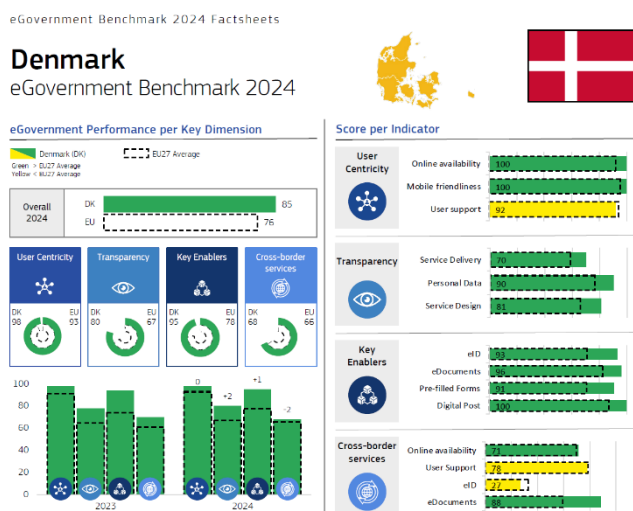 eGovernment Benchmark 2024 Factsheets
Denmark
eGovernment Benchmark 2024
eGovernment Performance per Key Dimension
Denmark (DK)
EU27 Average
Green > EU27 Average
Yellow < EU27 Average
Overall
2024
DK
85
EU
76
User Centricity
Transparency
Key Enablers
Cross-border
services
DK
98
EU
93
DK
80
EU
67
DK
95
EU
78
DK
68
EU
66
100
80
60
40
20
0
0
+2
+1
-2
2023
2024
Score per Indicator
User
Centricity
Online availability
100
Mobile friendliness
100
User support
92
Transparency
Service Delivery
70
Personal Data
90
Service Design
81
Key
Enablers
eID
93
eDocuments
96
Pre-filled Forms
91
Digital Post
100
Cross-border
services
Online availability
73
User Support
78
eID
27
eDocuments
88